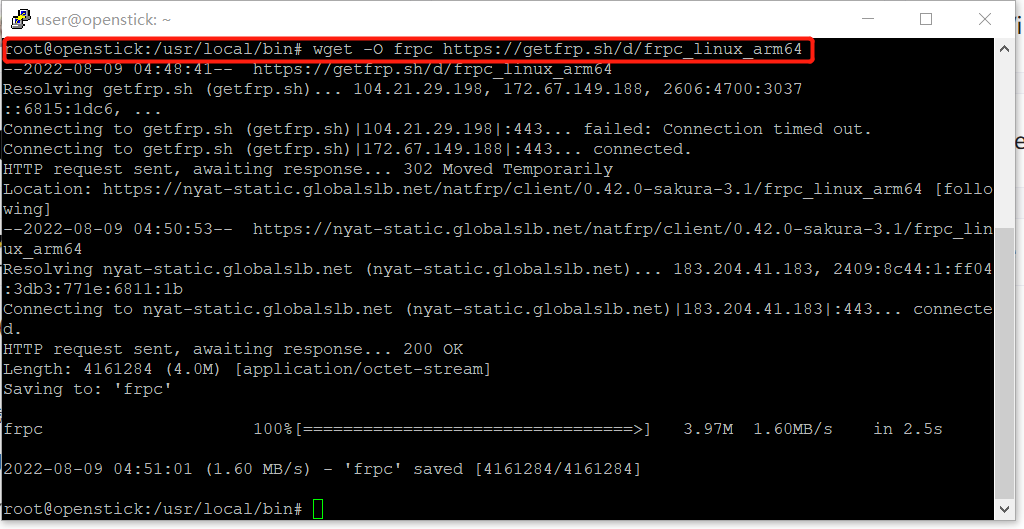 user@openstick: ~
root@openstick:/usr/local/bin# wget -O frpc https://getfrp.sh/d/frpc_linux_arm64
--2022-08-09 04:48:41--  https://getfrp.sh/d/frpc_linux_arm64
Resolving getfrp.sh (getfrp.sh)... 104.21.29.198, 172.67.149.188, 2606:4700:3037
::6815:1dc6, ...
Connecting to getfrp.sh (getfrp.sh)|104.21.29.198|:443... failed: Connection timed out.
Connecting to getfrp.sh (getfrp.sh)|172.67.149.188|:443... connected.
HTTP request sent, awaiting response... 302 Moved Temporarily
Location: https://nyat-static.globalslb.net/natfrp/client/0.42.0-sakura-3.1/frpc_linux_arm64 [follo
wing]
--2022-08-09 04:50:53--  https://nyat-static.globalslb.net/natfrp/client/0.42.0-sakura-3.1/frpc_lin
ux_arm64
Resolving nyat-static.globalslb.net (nyat-static.globalslb.net)... 183.204.41.183, 2409:8c44:1:ff04
:3db3:771e:6811:1b
Connecting to nyat-static.globalslb.net (nyat-static.globalslb.net)|183.204.41.183|:443... connecte
d.
HTTP request sent, awaiting response... 200 OK
Length: 4161284 (4.0M) [application/octet-stream]
Saving to: 'frpc'
frpc                     100%[=================================>]   3.97M  1.60MB/s    in 2.5s
2022-08-09 04:51:01 (1.60 MB/s) - 'frpc' saved [4161284/4161284]
root@openstick:/usr/local/bin#